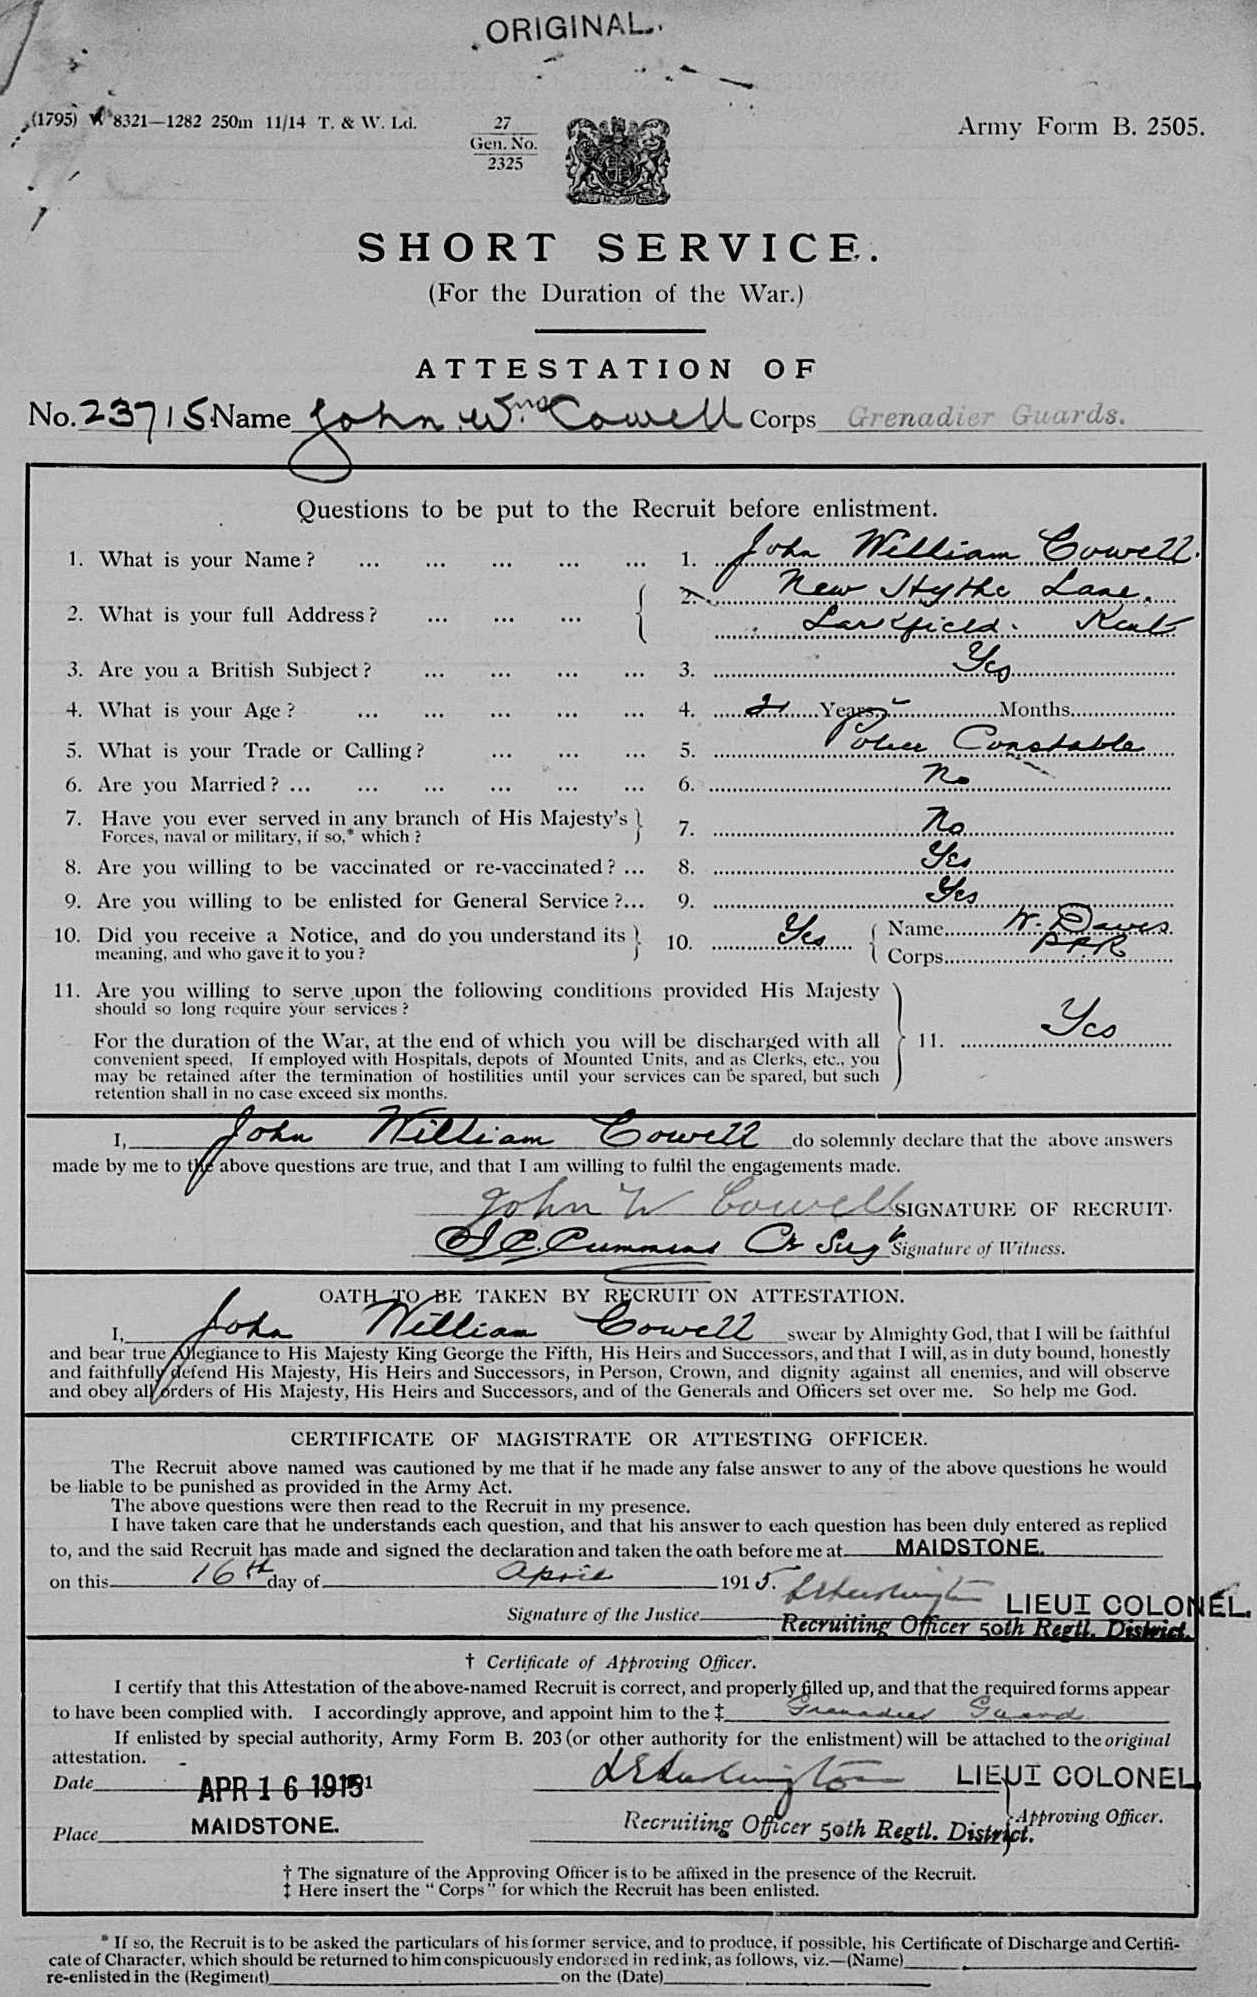 ORIGINAL.
(1795) W 8321—1282 250m 11/14 T. & W. Ld.
27
Gen. No.
2325
Army Form B. 2505.
SHORT SERVICE.
(For the Duration of the War.)
ATTESTATION OF
No. 23715 Name John Wm Cowell Corps Grenadier Guards.
Questions to be put to the Recruit before enlistment.
1. What is your Name? ... ... ... ... ... 1. John William Cowell.
2. What is your full Address? ... ... ... { 2. New Hythe Lane.
Larkfield. Kent
3. Are you a British Subject? ... ... ... ... 3. Yes
4. What is your Age? ... ... ... ... ... 4. 21 Years Months
5. What is your Trade or Calling? ... ... ... 5. Police Constable
6. Are you Married? ... ... ... ... ... ... 6. No
7. Have you ever served in any branch of His Majesty's } 7. No
Forces, naval or military, if so,* which?
8. Are you willing to be vaccinated or re-vaccinated? ... 8. Yes
9. Are you willing to be enlisted for General Service?... 9. Yes
10. Did you receive a Notice, and do you understand its } 10. Yes { Name W. Dawes
meaning, and who gave it to you? Corps
11. Are you willing to serve upon the following conditions provided His Majesty
should so long require your services?
For the duration of the War, at the end of which you will be discharged with all } 11. Yes
convenient speed. If employed with Hospitals, depots of Mounted Units, and as Clerks, etc., you
may be retained after the termination of hostilities until your services can be spared, but such
retention shall in no case exceed six months.
I, John William Cowell do solemnly declare that the above answers
made by me to the above questions are true, and that I am willing to fulfil the engagements made.
John W Cowell SIGNATURE OF RECRUIT.
Cummens Cr Sergt Signature of Witness.
OATH TO BE TAKEN BY RECRUIT ON ATTESTATION.
I, John William Cowell swear by Almighty God, that I will be faithful
and bear true Allegiance to His Majesty King George the Fifth, His Heirs and Successors, and that I will, as in duty bound, honestly
and faithfully defend His Majesty, His Heirs and Successors, in Person, Crown, and dignity against all enemies, and will observe
and obey all orders of His Majesty, His Heirs and Successors, and of the Generals and Officers set over me. So help me God.
CERTIFICATE OF MAGISTRATE OR ATTESTING OFFICER.
The Recruit above named was cautioned by me that if he made any false answer to any of the above questions he would
be liable to be punished as provided in the Army Act.
The above questions were then read to the Recruit in my presence.
I have taken care that he understands each question, and that his answer to each question has been duly entered as replied
to, and the said Recruit has made and signed the declaration and taken the oath before me at MAIDSTONE.
on this 16th day of April 1915.
LIEUT COLONEL.
Signature of the Justice
Recruiting Officer 50th Regtl. District.
† Certificate of Approving Officer.
I certify that this Attestation of the above-named Recruit is correct, and properly filled up, and that the required forms appear
to have been complied with. I accordingly approve, and appoint him to the ‡ Grenadier Guards
If enlisted by special authority, Army Form B. 203 (or other authority for the enlistment) will be attached to the original
attestation.
Date APR 16 1915 LIEUT COLONEL
Approving Officer.
Place MAIDSTONE. Recruiting Officer 50th Regtl. District.
† The signature of the Approving Officer is to be affixed in the presence of the Recruit.
‡ Here insert the "Corps" for which the Recruit has been enlisted.
* If so, the Recruit is to be asked the particulars of his former service, and to produce, if possible, his Certificate of Discharge and Certifi-
cate of Character, which should be returned to him conspicuously endorsed in red ink, as follows, viz.—(Name)
re-enlisted in the (Regiment) on the (Date)